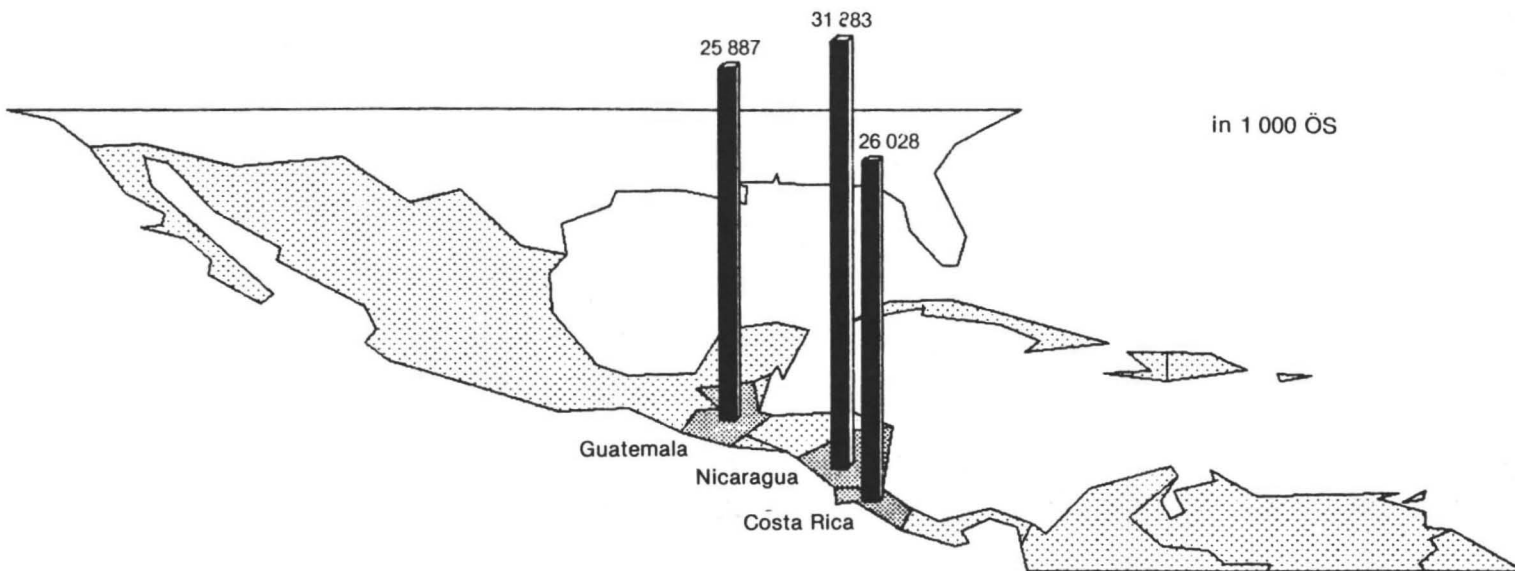 31 283
25 887
in 1 000 ÖS
26 028
Guatemala
Nicaragua
Costa Rica